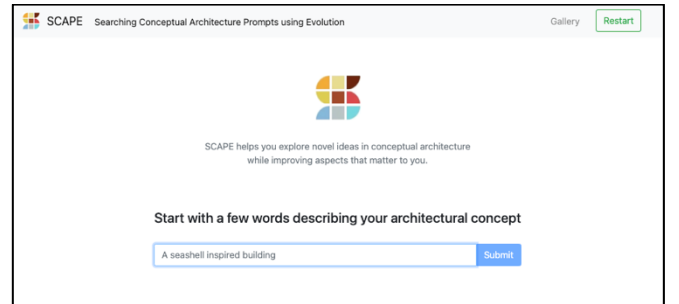 SCAPE Searching Conceptual Architecture Prompts using Evolution Gallery Restart
SCAPE helps you explore novel ideas in conceptual architecture
while improving aspects that matter to you.
Start with a few words describing your architectural concept
A seashell inspired building Submit